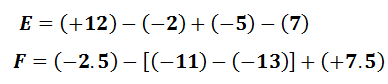 E = (+12) − (−2) + (−5) − (7)
F = (−2.5) − [(−11) − (−13)] + (+7.5)